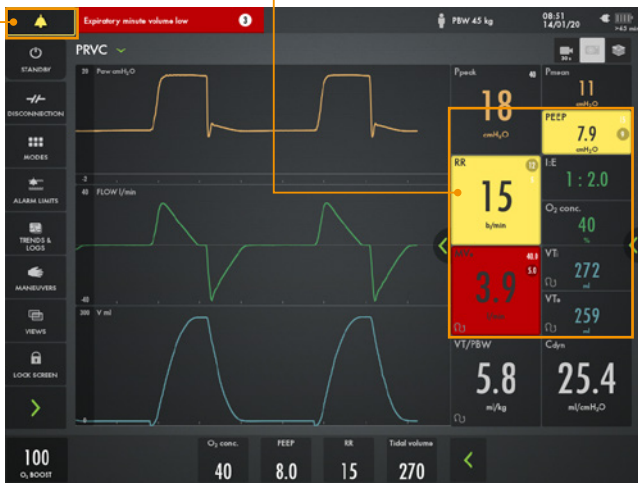 Expiratory minute volume low 3
PBW 45 kg
08:51
14/01/20
>63 min
STANDBY
DISCONNECTION
MODES
ALARM LIMITS
TRENDS &
LOGS
MANEUVERS
VIEWS
LOCK SCREEN
100
O₂ BOOST
PRVC
30 s
20 Paw cmH₂O
-2
40 FLOW l/min
-40
300 V ml
0
Ppeak 40
18
cmH₂O
Pmean
11
cmH₂O
PEEP
7.9
cmH₂O
RR
15
b/min
I:E
1 : 2.0
O₂ conc.
40
%
40.0
5.0
3.9
VTi
272
ml
VTe
259
ml
VT/PBW
5.8
ml/kg
Cdyn
25.4
ml/cmH₂O
O₂ conc.
40
PEEP
8.0
RR
15
Tidal volume
270